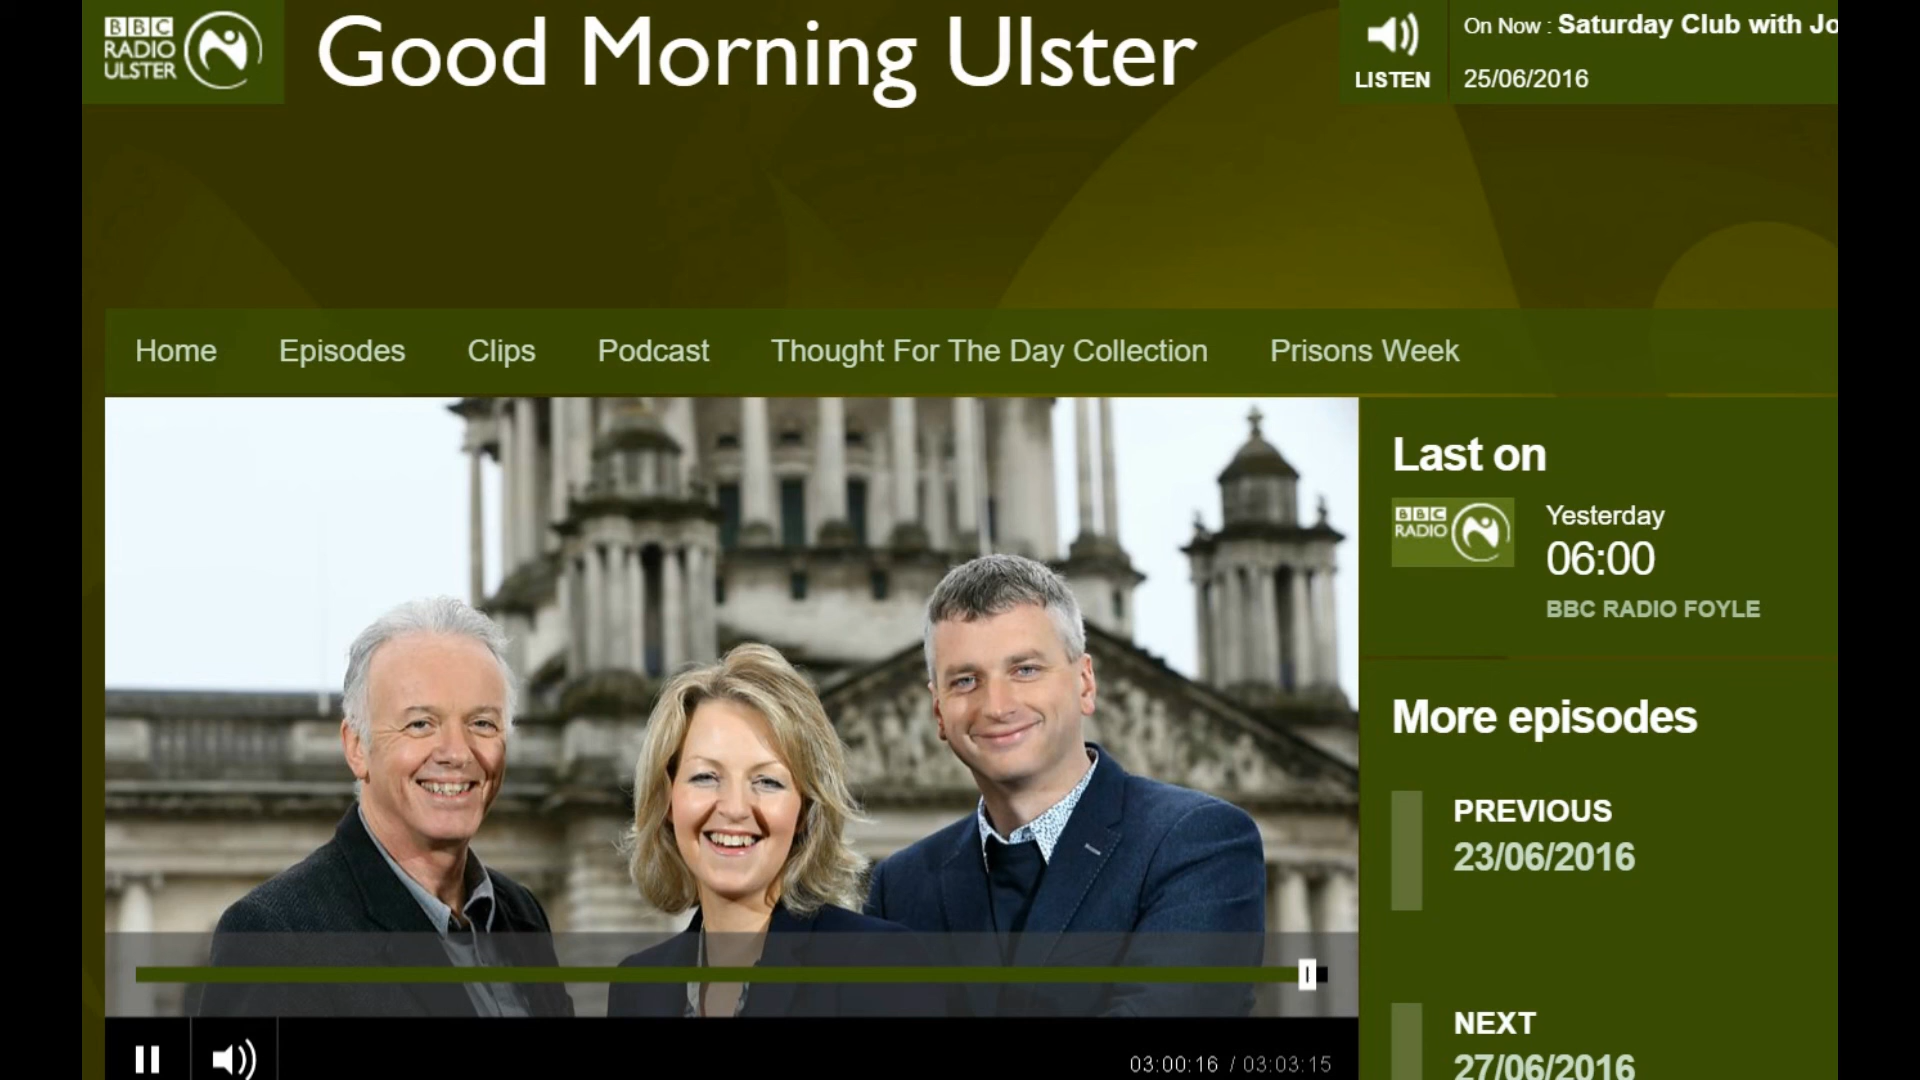 BBC
RADIO
ULSTER
Good Morning Ulster
LISTEN
On Now : Saturday Club with Jo
25/06/2016
Home Episodes Clips Podcast Thought For The Day Collection Prisons Week
Last on
BBC
RADIO
Yesterday
06:00
BBC RADIO FOYLE
More episodes
PREVIOUS
23/06/2016
NEXT
27/06/2016
03:00:16 / 03:03:15